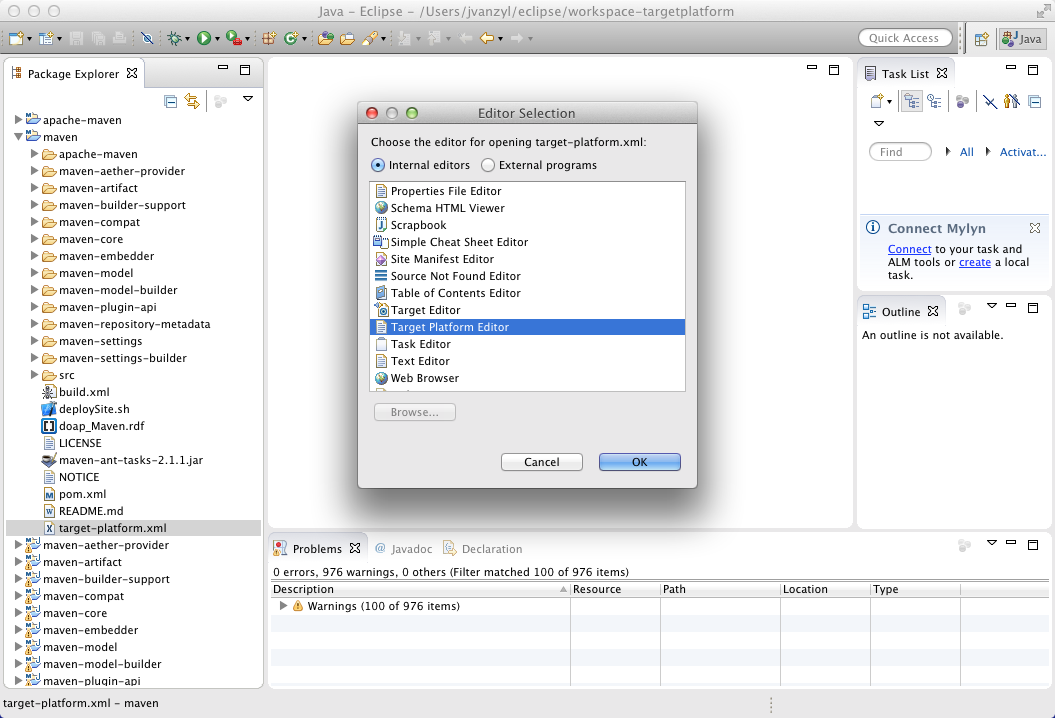 Java – Eclipse – /Users/jvanzyl/eclipse/workspace-targetplatform
Quick Access
Java
Package Explorer
apache-maven
maven
apache-maven
maven-aether-provider
maven-artifact
maven-builder-support
maven-compat
maven-core
maven-embedder
maven-model
maven-model-builder
maven-plugin-api
maven-repository-metadata
maven-settings
maven-settings-builder
src
build.xml
deploySite.sh
doap_Maven.rdf
LICENSE
maven-ant-tasks-2.1.1.jar
NOTICE
pom.xml
README.md
target-platform.xml
maven-aether-provider
maven-artifact
maven-builder-support
maven-compat
maven-core
maven-embedder
maven-model
maven-model-builder
maven-plugin-api
Editor Selection
Choose the editor for opening target-platform.xml:
Internal editors External programs
Properties File Editor
Schema HTML Viewer
Scrapbook
Simple Cheat Sheet Editor
Site Manifest Editor
Source Not Found Editor
Table of Contents Editor
Target Editor
Target Platform Editor
Task Editor
Text Editor
Web Browser
Browse...
Cancel OK
Task List
Find All Activat...
Connect Mylyn
Connect to your task and
ALM tools or create a local
task.
Outline
An outline is not available.
Problems @ Javadoc Declaration
0 errors, 976 warnings, 0 others (Filter matched 100 of 976 items)
Description Resource Path Location Type
Warnings (100 of 976 items)
target-platform.xml – maven